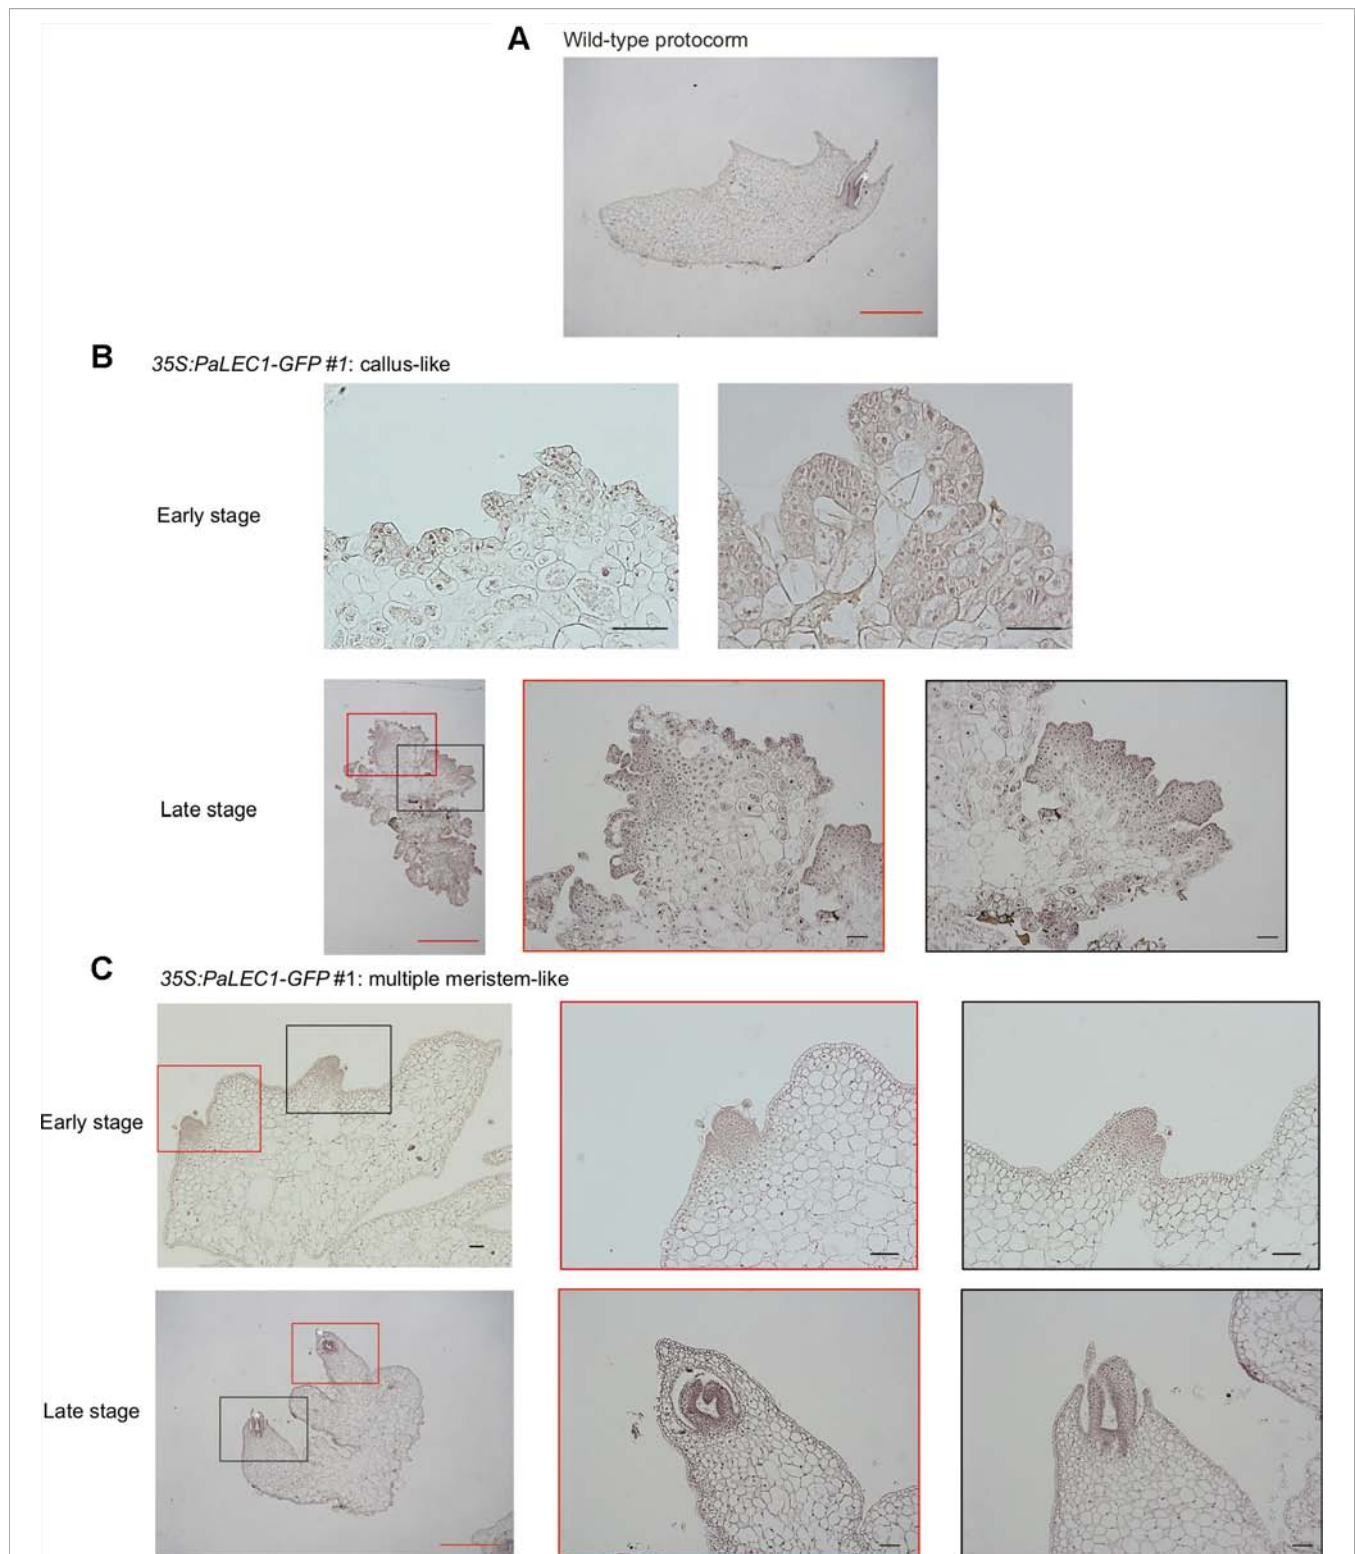 A Wild-type protocorm
B 35S:PaLEC1-GFP #1: callus-like
Early stage
Late stage
C 35S:PaLEC1-GFP #1: multiple meristem-like
Early stage
Late stage